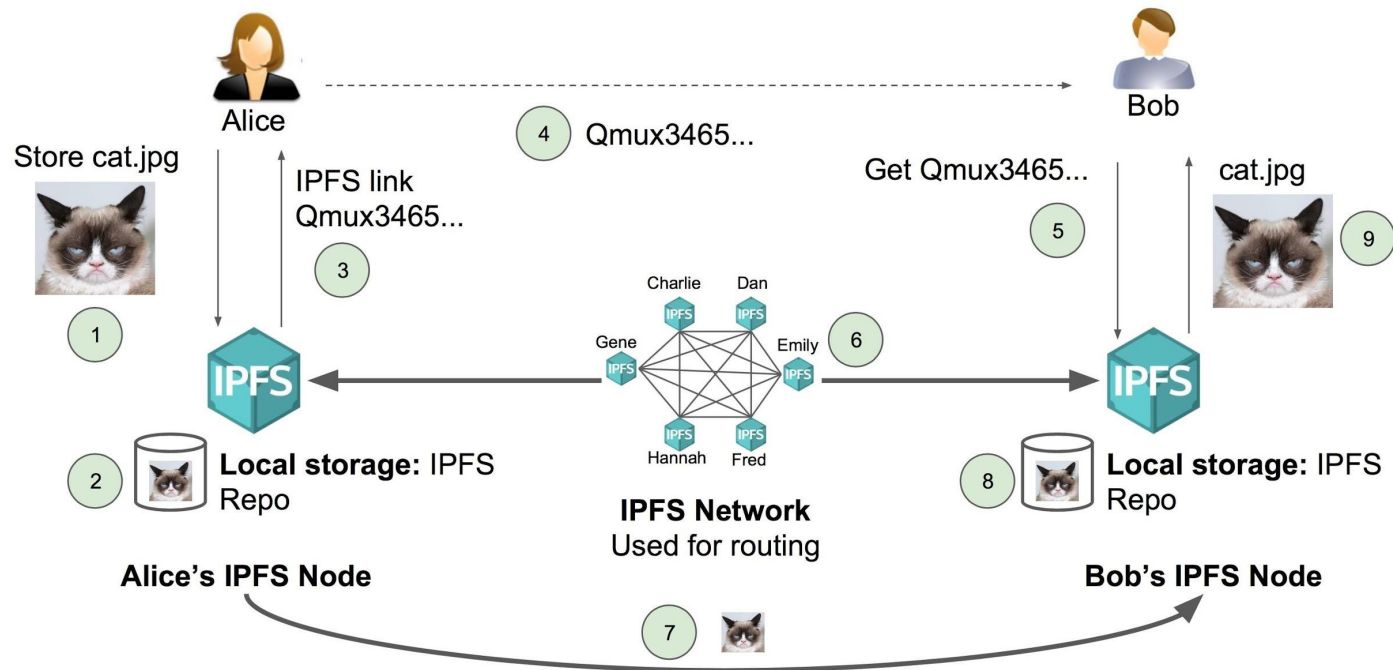 Alice
Bob
4
Qmux3465...
Store cat.jpg
1
IPFS link
Qmux3465...
3
Get Qmux3465...
5
cat.jpg
9
IPFS
2
Local storage: IPFS
Repo
Alice's IPFS Node
Charlie
Dan
Gene
Emily
Hannah
Fred
IPFS
IPFS
IPFS
IPFS
IPFS
IPFS
6
IPFS Network
Used for routing
IPFS
8
Local storage: IPFS
Repo
Bob's IPFS Node
7